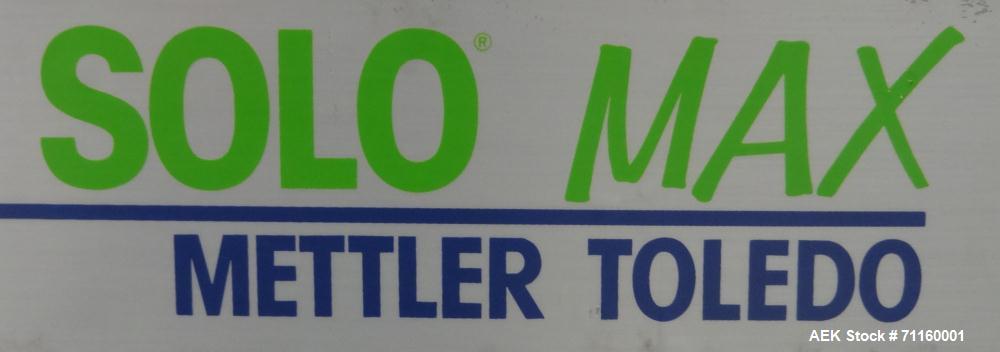 SOLO® MAX
METTLER TOLEDO
AEK Stock # 71160001